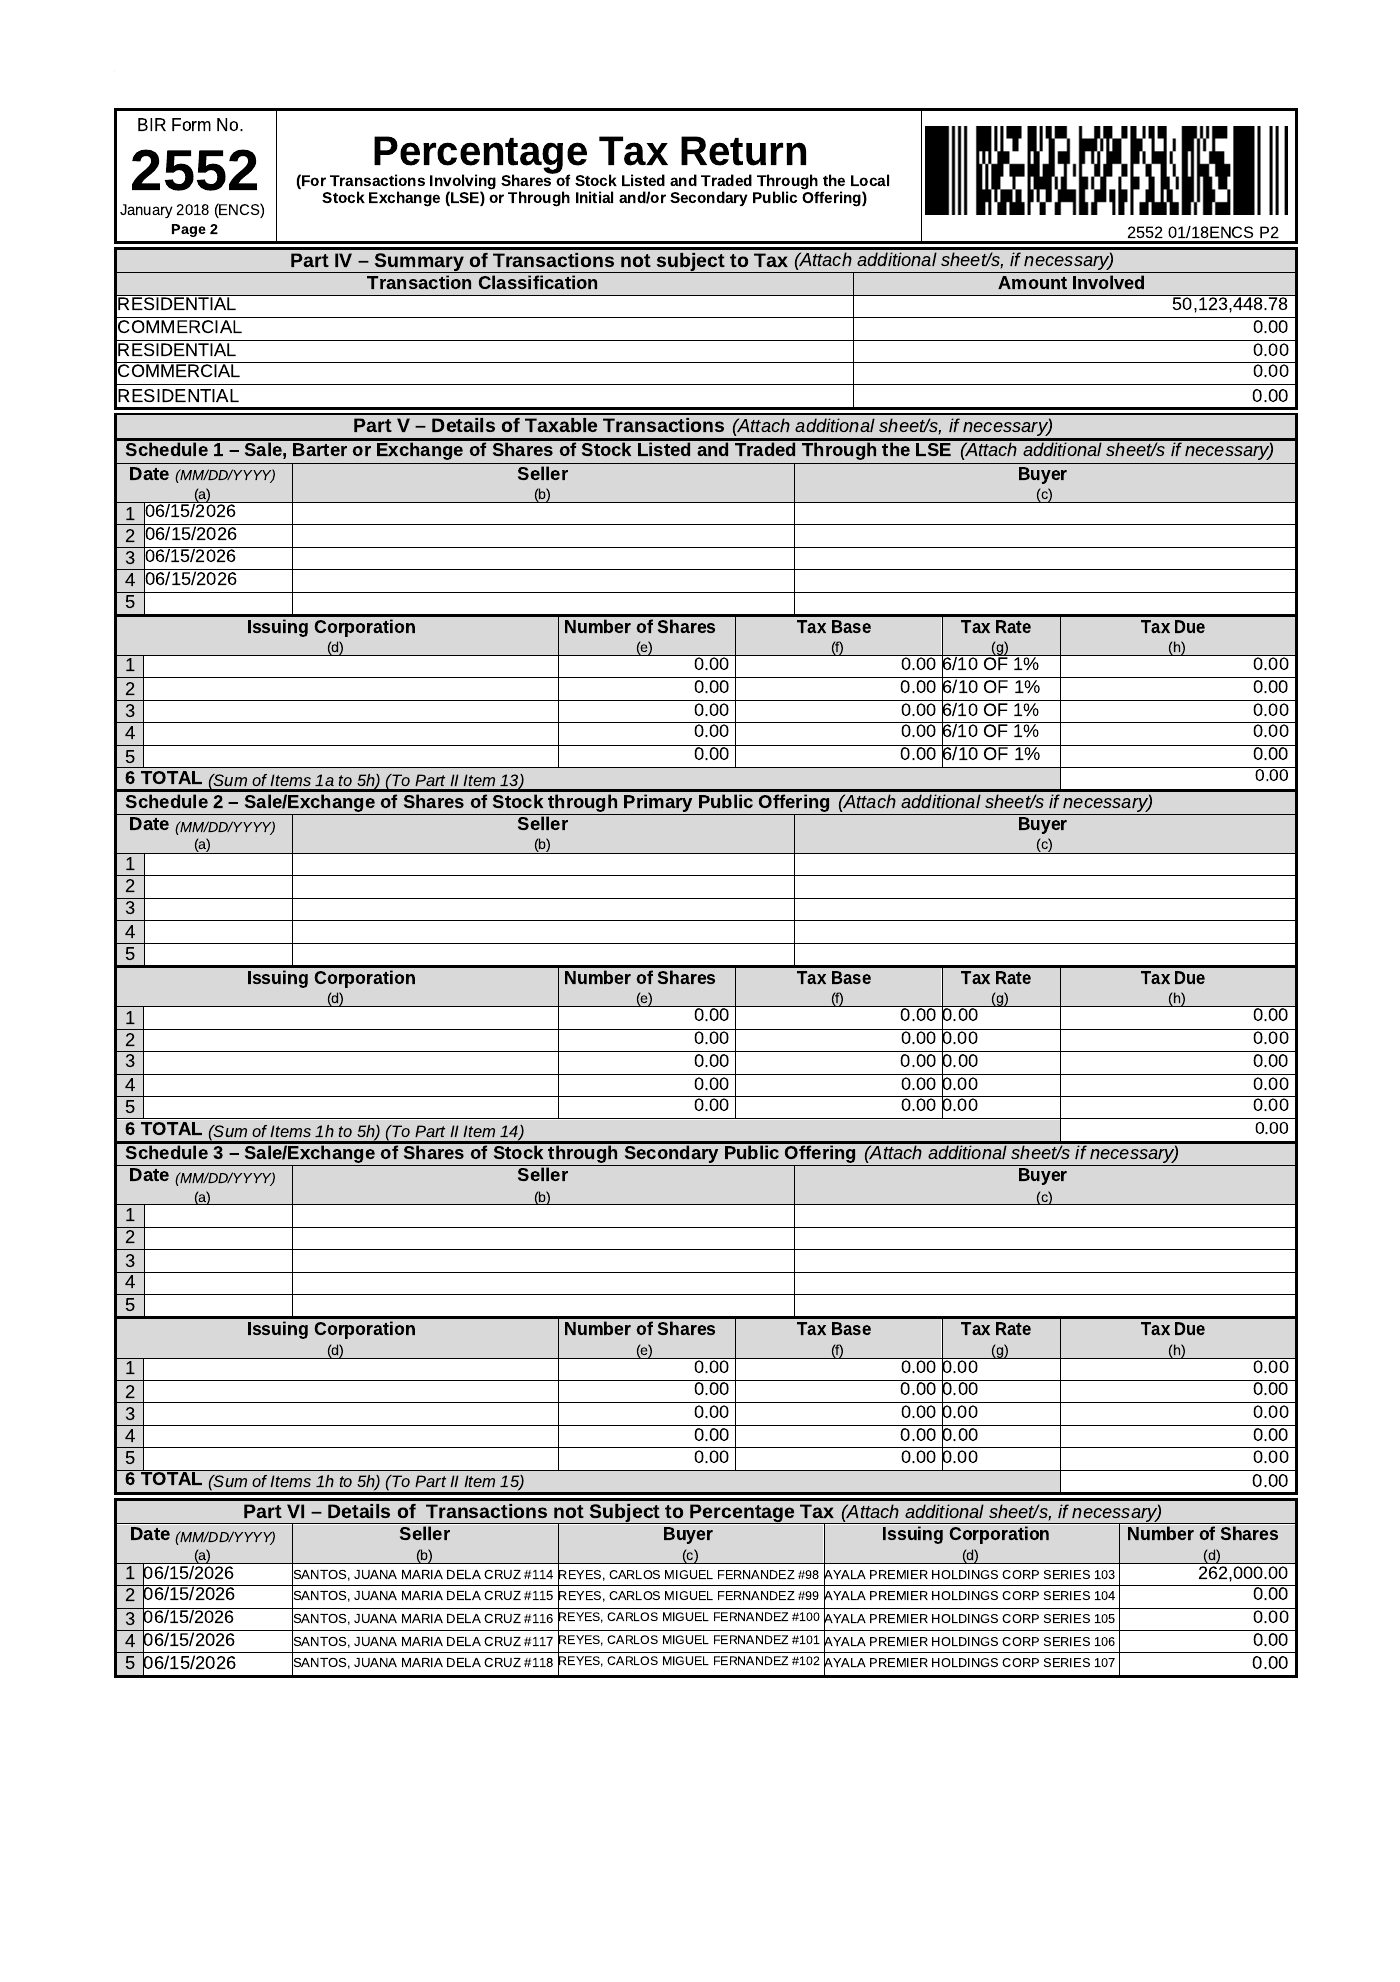 BIR Form No.
2552
January 2018 (ENCS)
Page 2
Percentage Tax Return
(For Transactions Involving Shares of Stock Listed and Traded Through the Local
Stock Exchange (LSE) or Through Initial and/or Secondary Public Offering)
2552 01/18ENCS P2
Part IV – Summary of Transactions not subject to Tax (Attach additional sheet/s, if necessary)
Transaction Classification Amount Involved
RESIDENTIAL 50,123,448.78
COMMERCIAL 0.00
RESIDENTIAL 0.00
COMMERCIAL 0.00
RESIDENTIAL 0.00
Part V – Details of Taxable Transactions (Attach additional sheet/s, if necessary)
Schedule 1 – Sale, Barter or Exchange of Shares of Stock Listed and Traded Through the LSE (Attach additional sheet/s if necessary)
Date (MM/DD/YYYY) Seller Buyer
(a) (b) (c)
1 06/15/2026
2 06/15/2026
3 06/15/2026
4 06/15/2026
5
Issuing Corporation Number of Shares Tax Base Tax Rate Tax Due
(d) (e) (f) (g) (h)
1 0.00 0.00 6/10 OF 1% 0.00
2 0.00 0.00 6/10 OF 1% 0.00
3 0.00 0.00 6/10 OF 1% 0.00
4 0.00 0.00 6/10 OF 1% 0.00
5 0.00 0.00 6/10 OF 1% 0.00
6 TOTAL (Sum of Items 1a to 5h) (To Part II Item 13) 0.00
Schedule 2 – Sale/Exchange of Shares of Stock through Primary Public Offering (Attach additional sheet/s if necessary)
Date (MM/DD/YYYY) Seller Buyer
(a) (b) (c)
1
2
3
4
5
Issuing Corporation Number of Shares Tax Base Tax Rate Tax Due
(d) (e) (f) (g) (h)
1 0.00 0.00 0.00 0.00
2 0.00 0.00 0.00 0.00
3 0.00 0.00 0.00 0.00
4 0.00 0.00 0.00 0.00
5 0.00 0.00 0.00 0.00
6 TOTAL (Sum of Items 1h to 5h) (To Part II Item 14) 0.00
Schedule 3 – Sale/Exchange of Shares of Stock through Secondary Public Offering (Attach additional sheet/s if necessary)
Date (MM/DD/YYYY) Seller Buyer
(a) (b) (c)
1
2
3
4
5
Issuing Corporation Number of Shares Tax Base Tax Rate Tax Due
(d) (e) (f) (g) (h)
1 0.00 0.00 0.00 0.00
2 0.00 0.00 0.00 0.00
3 0.00 0.00 0.00 0.00
4 0.00 0.00 0.00 0.00
5 0.00 0.00 0.00 0.00
6 TOTAL (Sum of Items 1h to 5h) (To Part II Item 15) 0.00
Part VI – Details of Transactions not Subject to Percentage Tax (Attach additional sheet/s, if necessary)
Date (MM/DD/YYYY) Seller Buyer Issuing Corporation Number of Shares
(a) (b) (c) (d) (d)
1 06/15/2026 SANTOS, JUANA MARIA DELA CRUZ #114 REYES, CARLOS MIGUEL FERNANDEZ #98 AYALA PREMIER HOLDINGS CORP SERIES 103 262,000.00
2 06/15/2026 SANTOS, JUANA MARIA DELA CRUZ #115 REYES, CARLOS MIGUEL FERNANDEZ #99 AYALA PREMIER HOLDINGS CORP SERIES 104 0.00
3 06/15/2026 SANTOS, JUANA MARIA DELA CRUZ #116 REYES, CARLOS MIGUEL FERNANDEZ #100 AYALA PREMIER HOLDINGS CORP SERIES 105 0.00
4 06/15/2026 SANTOS, JUANA MARIA DELA CRUZ #117 REYES, CARLOS MIGUEL FERNANDEZ #101 AYALA PREMIER HOLDINGS CORP SERIES 106 0.00
5 06/15/2026 SANTOS, JUANA MARIA DELA CRUZ #118 REYES, CARLOS MIGUEL FERNANDEZ #102 AYALA PREMIER HOLDINGS CORP SERIES 107 0.00